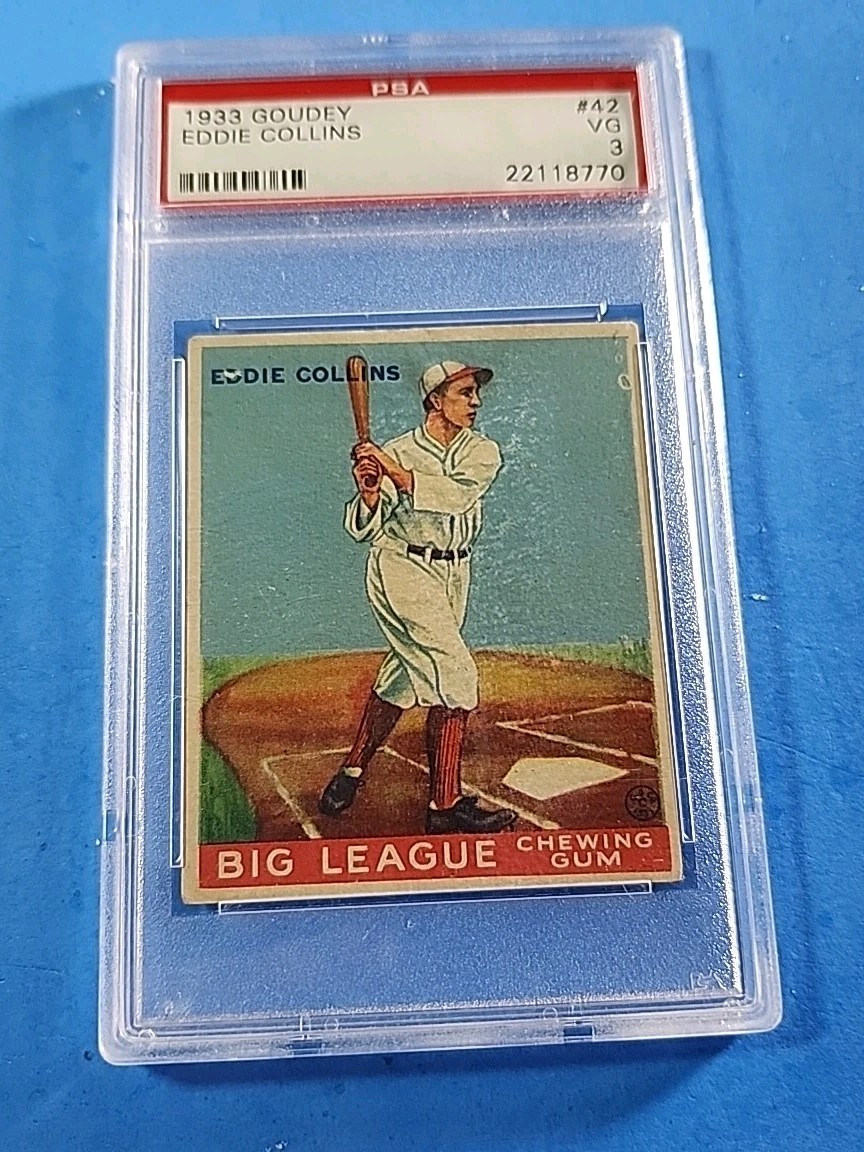 PSA
1933 GOUDEY #42
EDDIE COLLINS VG
3
22118770
EDDIE COLLINS
BIG LEAGUE CHEWING GUM